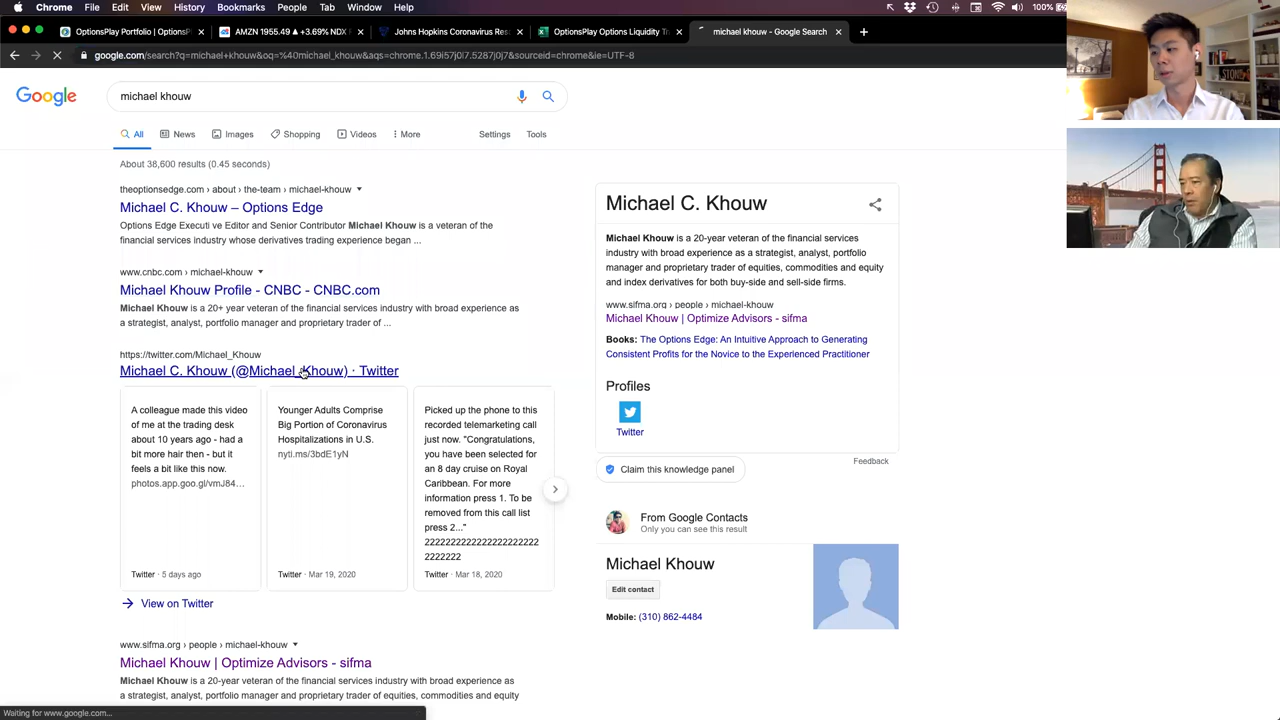 Chrome File Edit View History Bookmarks People Tab Window Help
100%
OptionsPlay Portfolio | OptionsPl
AMZN 1955.49 ▲ +3.69% NDX
Johns Hopkins Coronavirus Res
OptionsPlay Options Liquidity Tr
michael khouw - Google Search
google.com/search?q=michael+khouw&oq=%40michael_khouw&aqs=chrome.1.69i57j0l7.5287j0j7&sourceid=chrome&ie=UTF-8
Google
michael khouw
All News Images Shopping Videos More Settings Tools
About 38,600 results (0.45 seconds)
theoptionsedge.com › about › the-team › michael-khouw
Michael C. Khouw – Options Edge
Options Edge Executi ve Editor and Senior Contributor Michael Khouw is a veteran of the
financial services industry whose derivatives trading experience began ...
www.cnbc.com › michael-khouw
Michael Khouw Profile - CNBC - CNBC.com
Michael Khouw is a 20+ year veteran of the financial services industry with broad experience as
a strategist, analyst, portfolio manager and proprietary trader of ...
https://twitter.com/Michael_Khouw
Michael C. Khouw (@Michael_Khouw) · Twitter
A colleague made this video
of me at the trading desk
about 10 years ago - had a
bit more hair then - but it
feels a bit like this now.
photos.app.goo.gl/vmJ84...
Twitter · 5 days ago
Younger Adults Comprise
Big Portion of Coronavirus
Hospitalizations in U.S.
nyti.ms/3bdE1yN
Twitter · Mar 19, 2020
Picked up the phone to this
recorded telemarketing call
just now. "Congratulations,
you have been selected for
an 8 day cruise on Royal
Caribbean. For more
information press 1. To be
removed from this call list
press 2..."
Twitter · Mar 18, 2020
View on Twitter
www.sifma.org › people › michael-khouw
Michael Khouw | Optimize Advisors - sifma
Michael Khouw is a 20-year veteran of the financial services industry with broad experience as
a strategist, analyst, portfolio manager and proprietary trader of equities, commodities and equity
Michael C. Khouw
Michael Khouw is a 20-year veteran of the financial services
industry with broad experience as a strategist, analyst, portfolio
manager and proprietary trader of equities, commodities and equity
and index derivatives for both buy-side and sell-side firms.
www.sifma.org › people › michael-khouw
Michael Khouw | Optimize Advisors - sifma
Books: The Options Edge: An Intuitive Approach to Generating
Consistent Profits for the Novice to the Experienced Practitioner
Profiles
Twitter
Feedback
Claim this knowledge panel
From Google Contacts
Only you can see this result
Michael Khouw
Edit contact
Mobile: (310) 862-4484
Waiting for www.google.com...